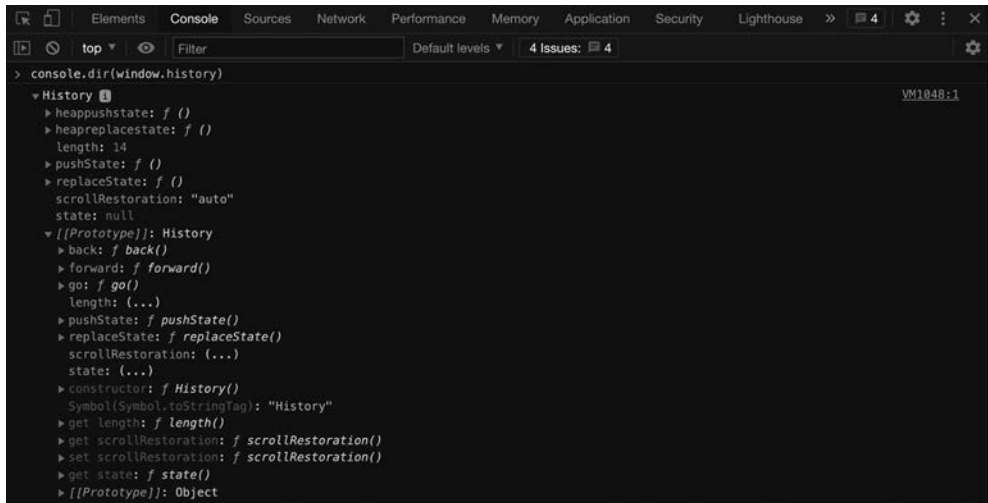 Elements Console Sources Network Performance Memory Application Security Lighthouse » 4
top ▼ Filter Default levels ▼ 4 Issues: 4
> console.dir(window.history)
▼ History i VM1048:1
▶ heappushstate: ƒ ()
▶ heapreplacestate: ƒ ()
length: 14
▶ pushState: ƒ ()
▶ replaceState: ƒ ()
scrollRestoration: "auto"
state: null
▼ [[Prototype]]: History
▶ back: ƒ back()
▶ forward: ƒ forward()
▶ go: ƒ go()
length: (...)
▶ pushState: ƒ pushState()
▶ replaceState: ƒ replaceState()
scrollRestoration: (...)
state: (...)
▶ constructor: ƒ History()
Symbol(Symbol.toStringTag): "History"
▶ get length: ƒ length()
▶ get scrollRestoration: ƒ scrollRestoration()
▶ set scrollRestoration: ƒ scrollRestoration()
▶ get state: ƒ state()
▶ [[Prototype]]: Object